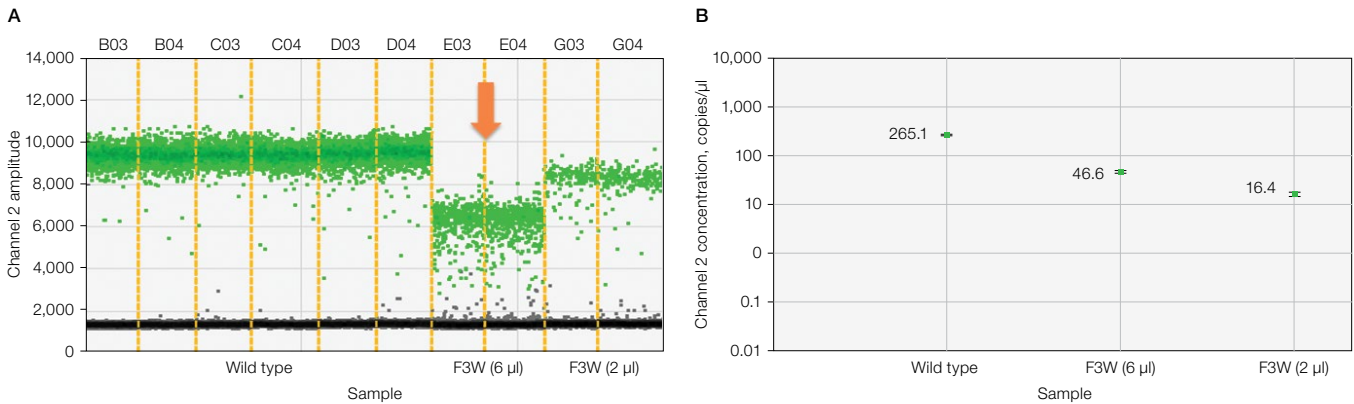 A
B03 B04 C03 C04 D03 D04 E03 E04 G03 G04
14,000
12,000
10,000
8,000
6,000
4,000
2,000
0
Channel 2 amplitude
Wild type F3W (6 µl) F3W (2 µl)
Sample
B
10,000
1,000
100
10
0
0.1
0.01
Channel 2 concentration, copies/µl
265.1
46.6
16.4
Wild type F3W (6 µl) F3W (2 µl)
Sample